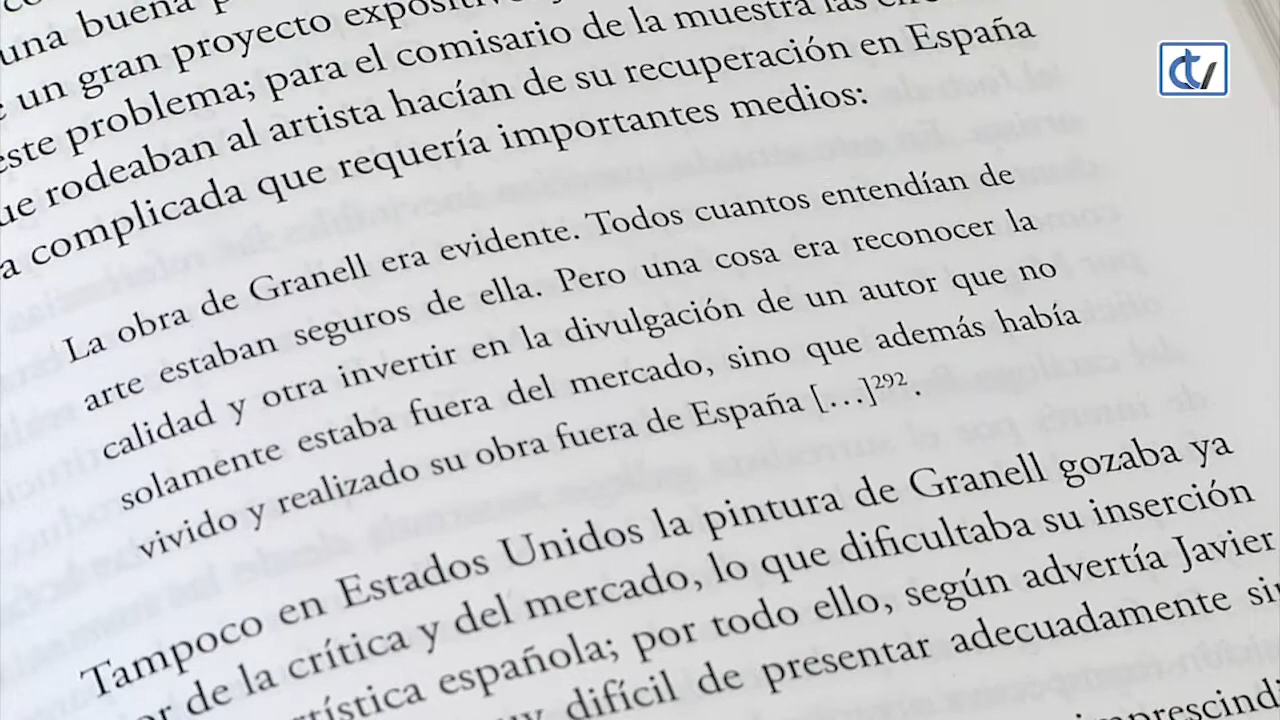 una buena
un gran proyecto expositivo
este problema; para el comisario de la muestra las
rodeaban al artista hacían de su recuperación en España
a complicada que requería importantes medios:
La obra de Granell era evidente. Todos cuantos entendían de
arte estaban seguros de ella. Pero una cosa era reconocer la
calidad y otra invertir en la divulgación de un autor que no
solamente estaba fuera del mercado, sino que además había
vivido y realizado su obra fuera de España […]292.
Tampoco en Estados Unidos la pintura de Granell gozaba ya
de la crítica y del mercado, lo que dificultaba su inserción
española; por todo ello, según advertía Javier
difícil de presentar adecuadamente